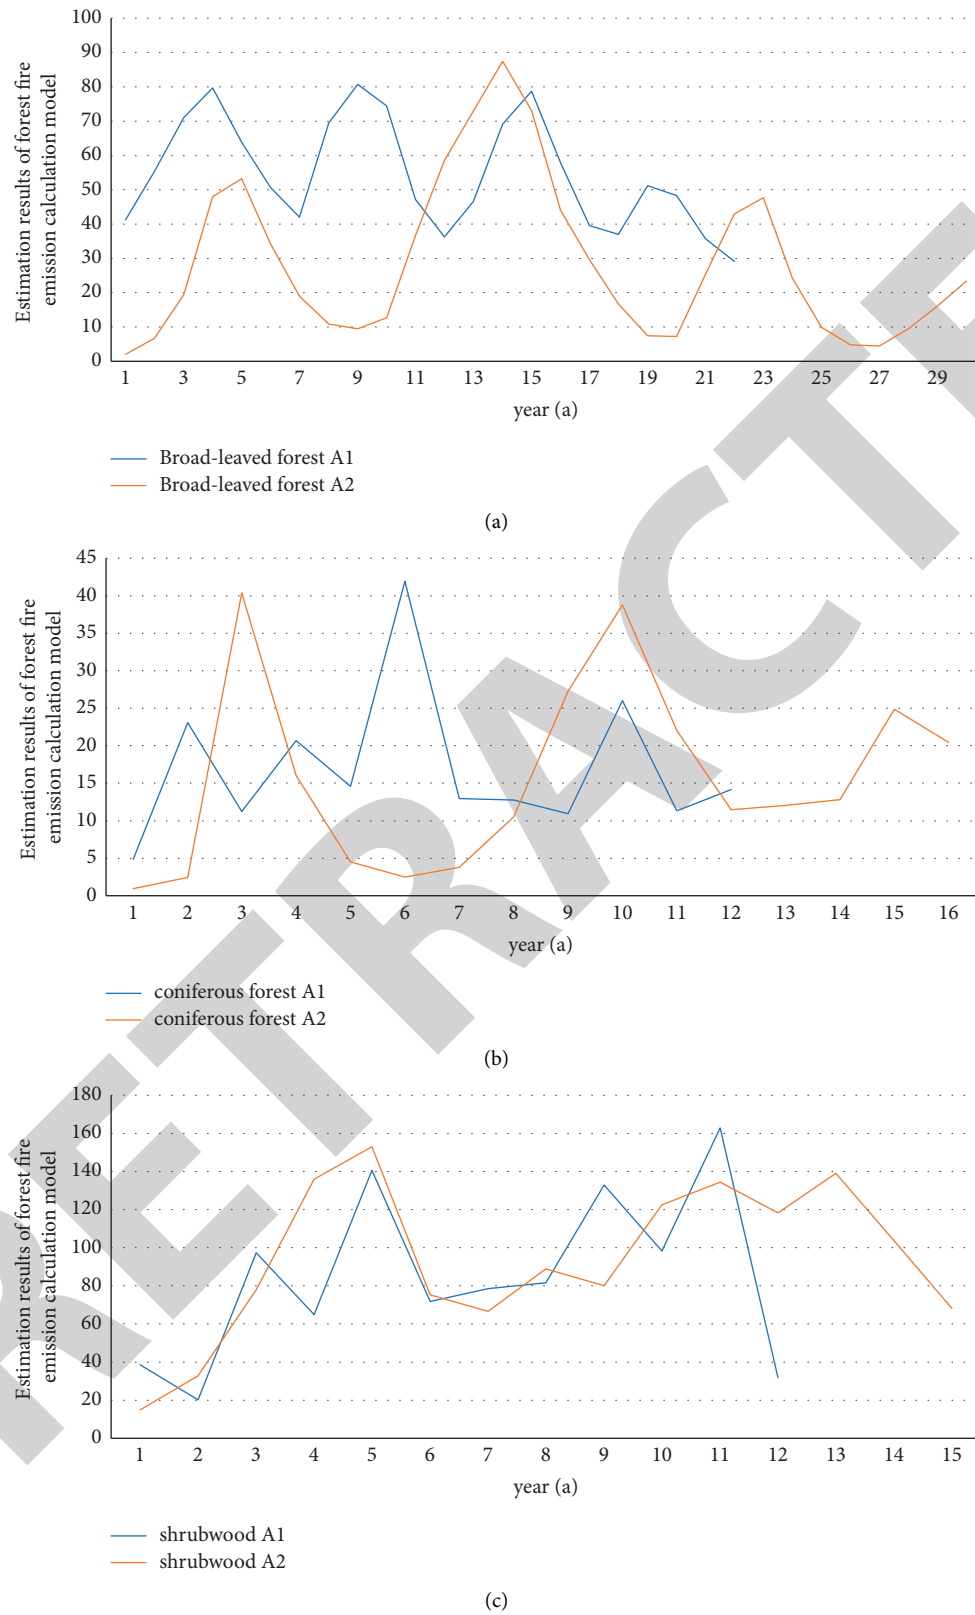 Estimation results of forest fire
emission calculation model
100
90
80
70
60
50
40
30
20
10
0
1 3 5 7 9 11 13 15 17 19 21 23 25 27 29
year (a)
Broad-leaved forest A1
Broad-leaved forest A2
(a)
Estimation results of forest fire
emission calculation model
45
40
35
30
25
20
15
10
5
0
1 2 3 4 5 6 7 8 9 10 11 12 13 14 15 16
year (a)
coniferous forest A1
coniferous forest A2
(b)
Estimation results of forest fire
emission calculation model
180
160
140
120
100
80
60
40
20
0
1 2 3 4 5 6 7 8 9 10 11 12 13 14 15
year (a)
shrubwood A1
shrubwood A2
(c)
RETRACTE